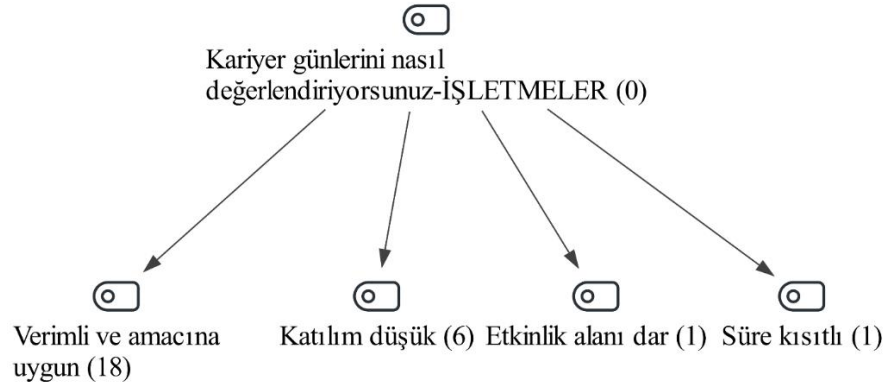 Kariyer günlerini nasıl
değerlendiriyorsunuz-İŞLETMELER (0)
Verimli ve amacına
uygun (18)
Katılım düşük (6)
Etkinlik alanı dar (1)
Süre kısıtlı (1)